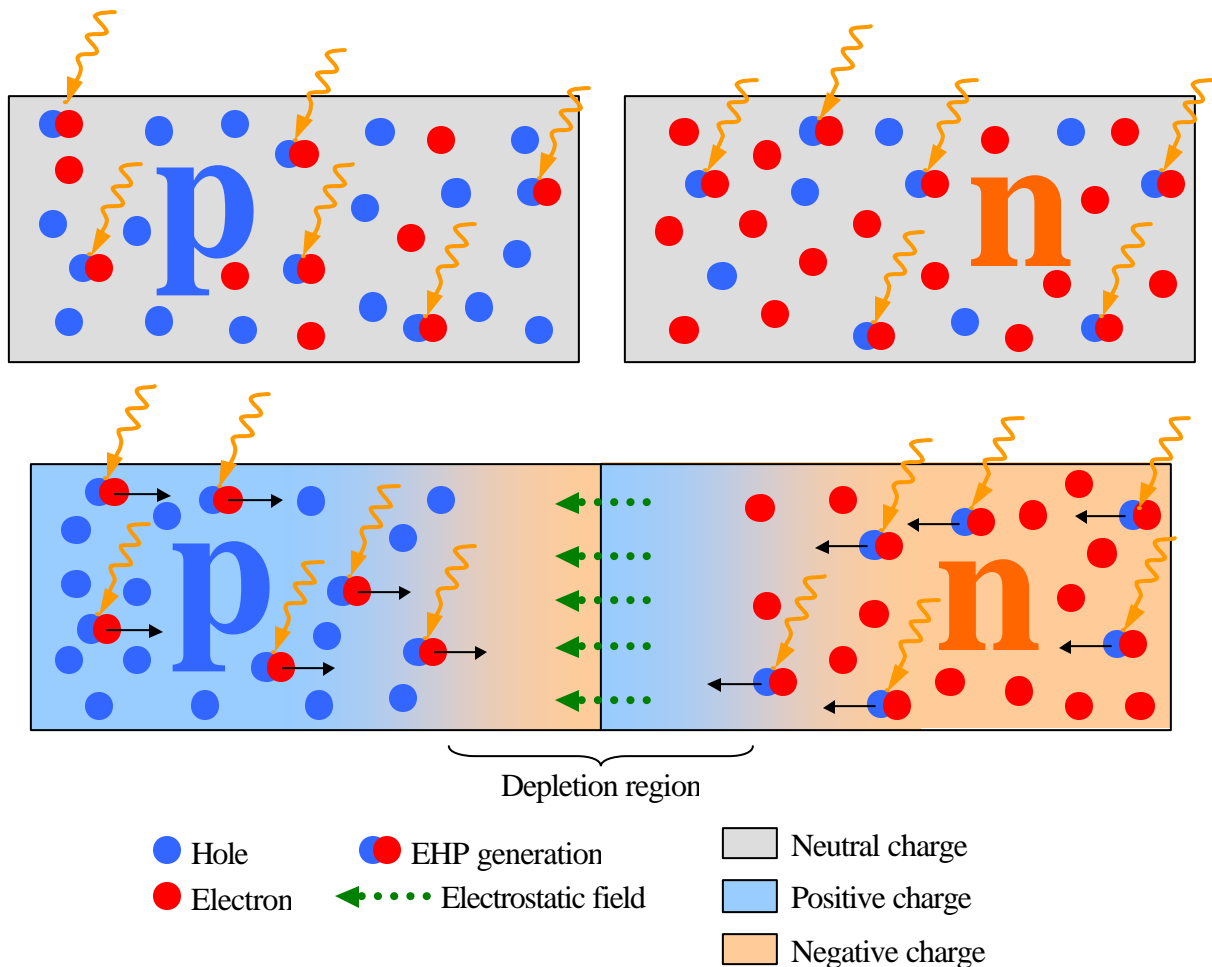 p
n
p
n
Depletion region
Hole
EHP generation
Neutral charge
Electron
Electrostatic field
Positive charge
Negative charge